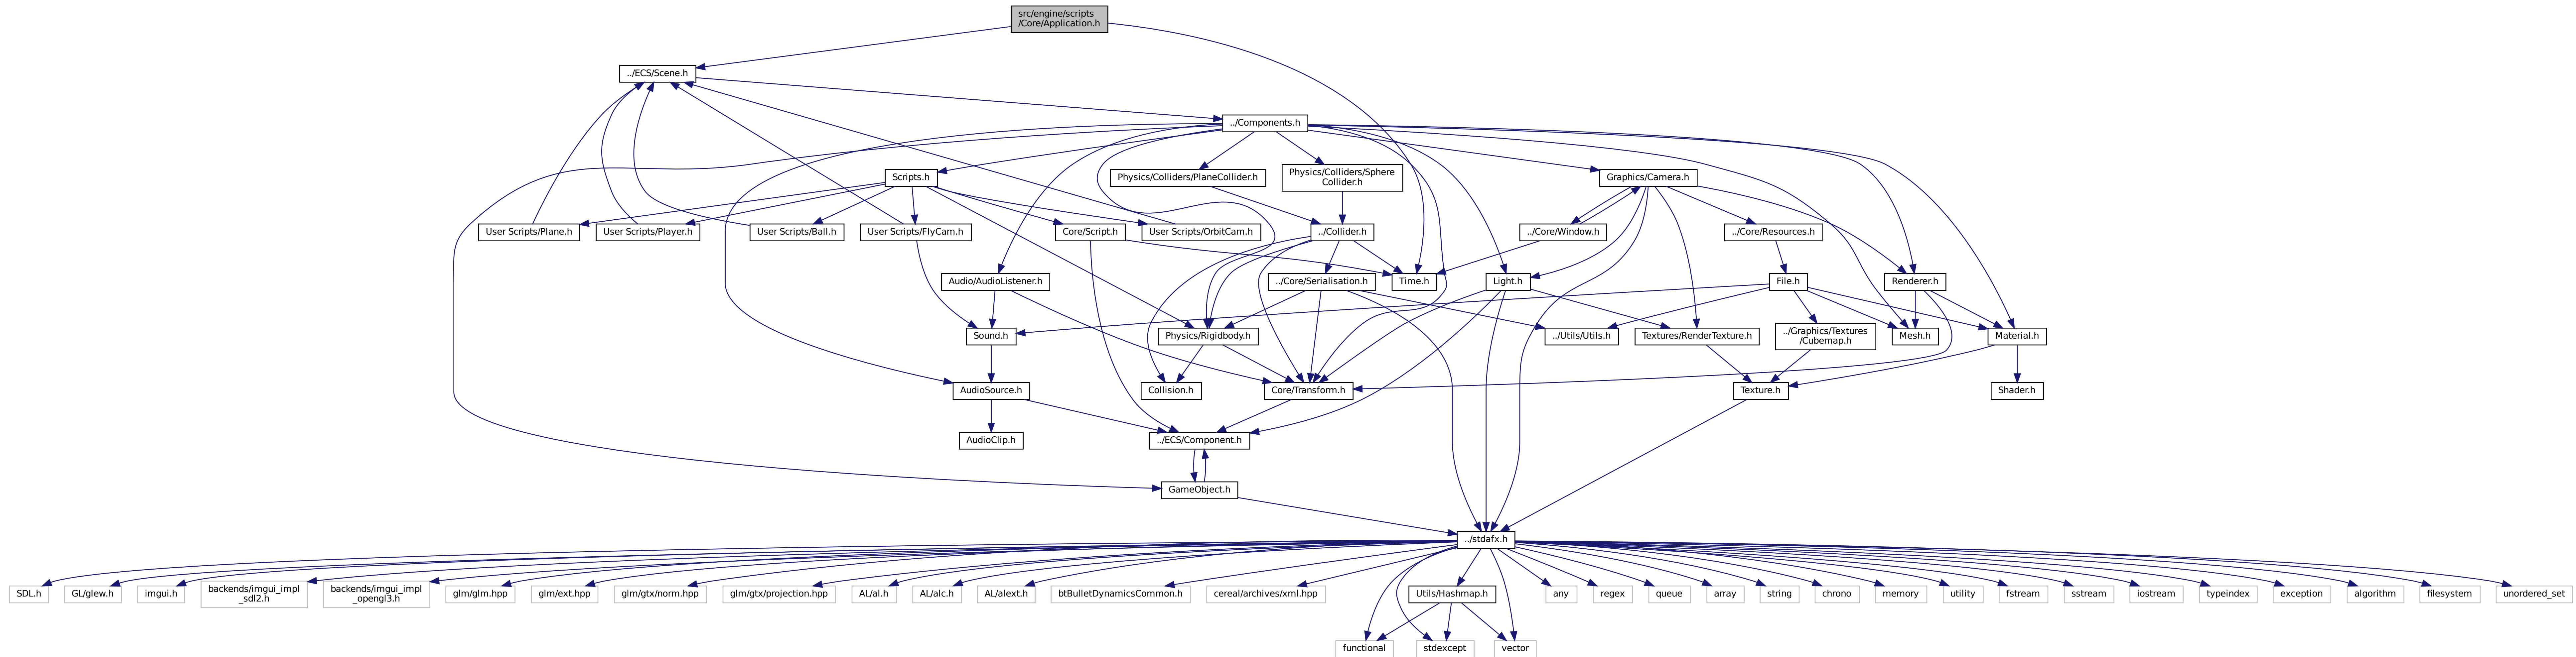 src/engine/scripts
/Core/Application.h
../ECS/Scene.h
../Components.h
Scripts.h
Physics/Colliders/PlaneCollider.h
Physics/Colliders/Sphere
Collider.h
Graphics/Camera.h
User Scripts/Plane.h
User Scripts/Player.h
User Scripts/Ball.h
User Scripts/FlyCam.h
Core/Script.h
User Scripts/OrbitCam.h
../Collider.h
../Core/Window.h
../Core/Resources.h
Audio/AudioListener.h
../Core/Serialisation.h
Time.h
Light.h
File.h
Renderer.h
Sound.h
Physics/Rigidbody.h
../Utils/Utils.h
Textures/RenderTexture.h
../Graphics/Textures
/Cubemap.h
Mesh.h
Material.h
AudioSource.h
Collision.h
Core/Transform.h
Texture.h
Shader.h
AudioClip.h
../ECS/Component.h
GameObject.h
../stdafx.h
SDL.h
GL/glew.h
imgui.h
backends/imgui_impl
_sdl2.h
backends/imgui_impl
_opengl3.h
glm/glm.hpp
glm/ext.hpp
glm/gtx/norm.hpp
glm/gtx/projection.hpp
AL/al.h
AL/alc.h
AL/alext.h
btBulletDynamicsCommon.h
cereal/archives/xml.hpp
Utils/Hashmap.h
any
regex
queue
array
string
chrono
memory
utility
fstream
sstream
iostream
typeindex
exception
algorithm
filesystem
unordered_set
functional
stdexcept
vector